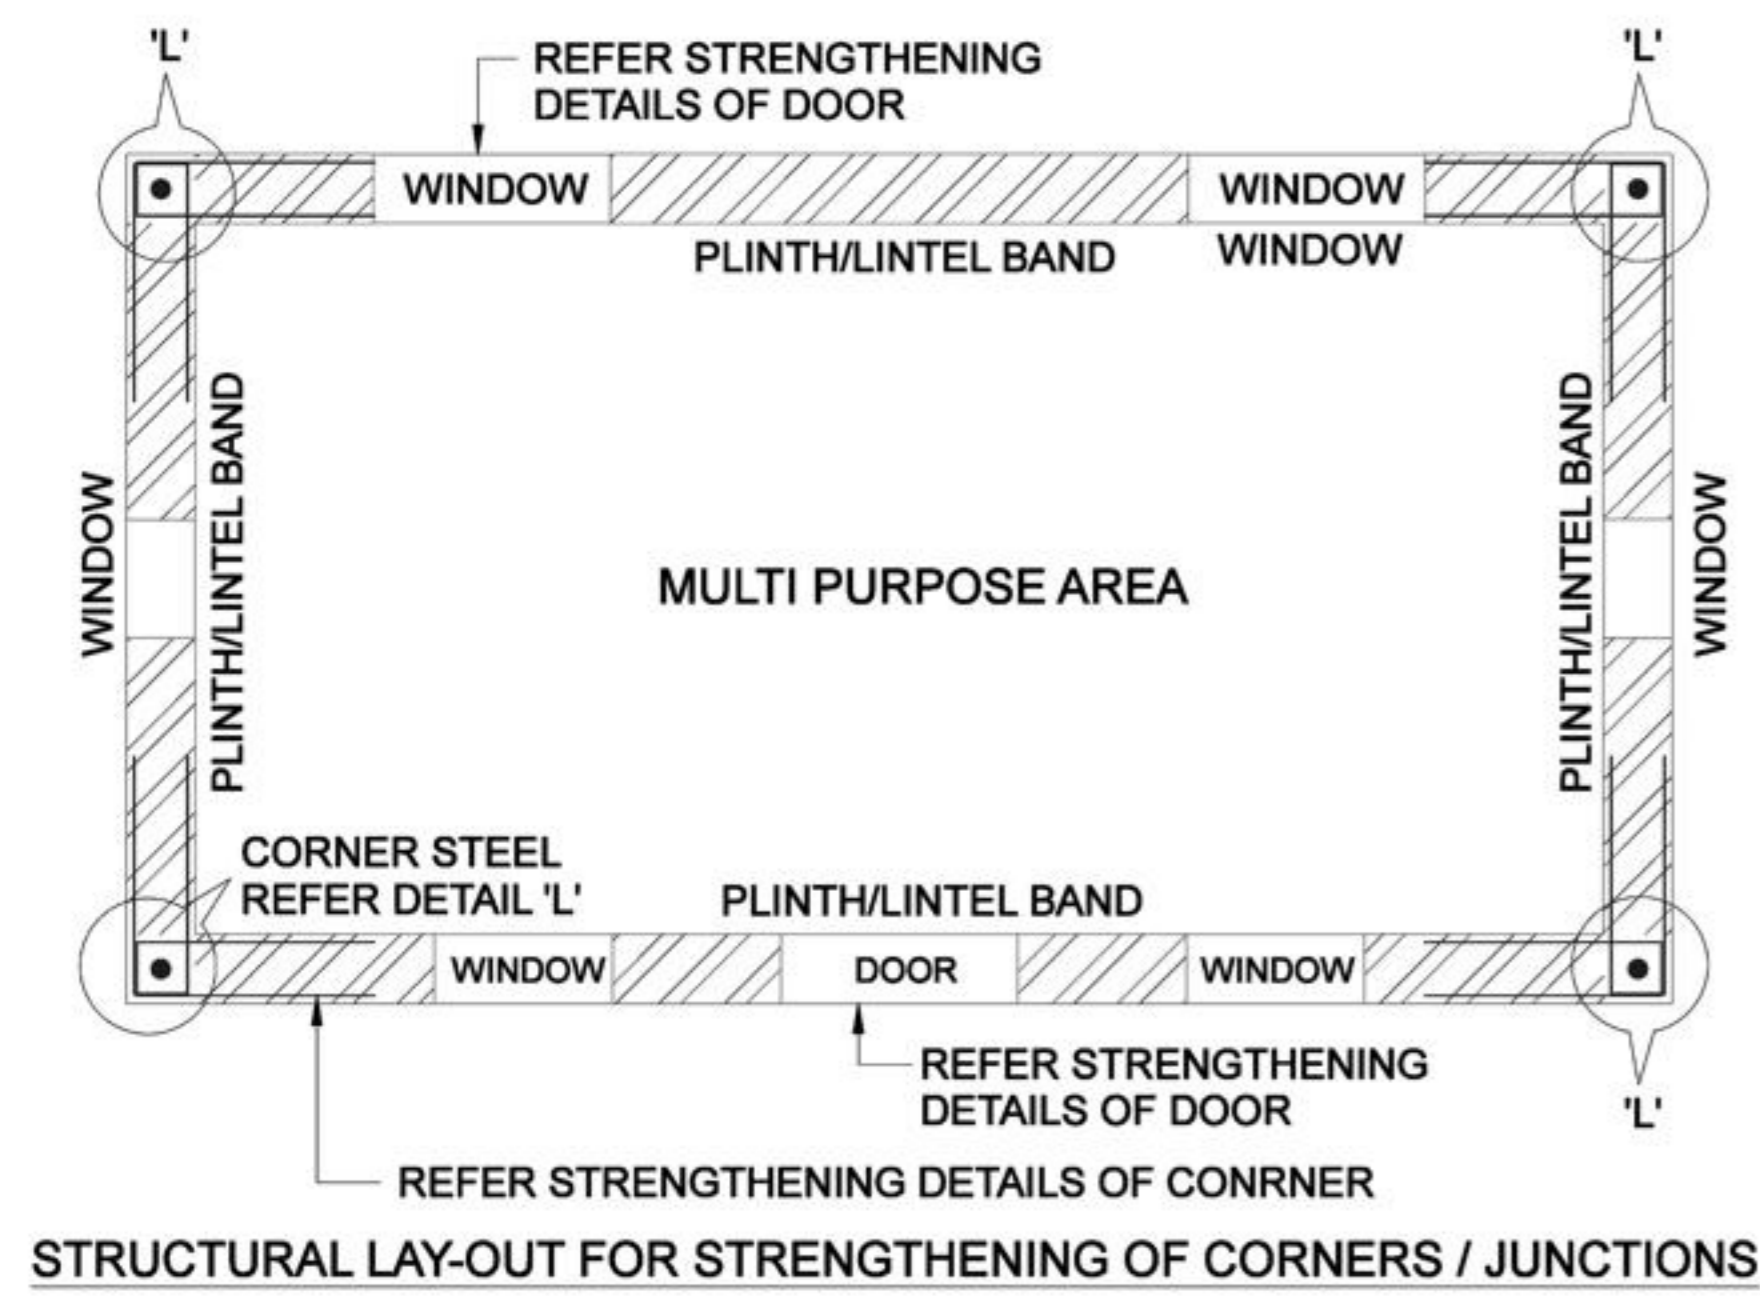 'L'
'L'
REFER STRENGTHENING
DETAILS OF DOOR
WINDOW
WINDOW
PLINTH/LINTEL BAND
WINDOW
WINDOW
PLINTH/LINTEL BAND
MULTI PURPOSE AREA
PLINTH/LINTEL BAND
WINDOW
CORNER STEEL
REFER DETAIL 'L'
PLINTH/LINTEL BAND
WINDOW
DOOR
WINDOW
REFER STRENGTHENING
DETAILS OF DOOR
'L'
REFER STRENGTHENING DETAILS OF CONRNER
STRUCTURAL LAY-OUT FOR STRENGTHENING OF CORNERS / JUNCTIONS